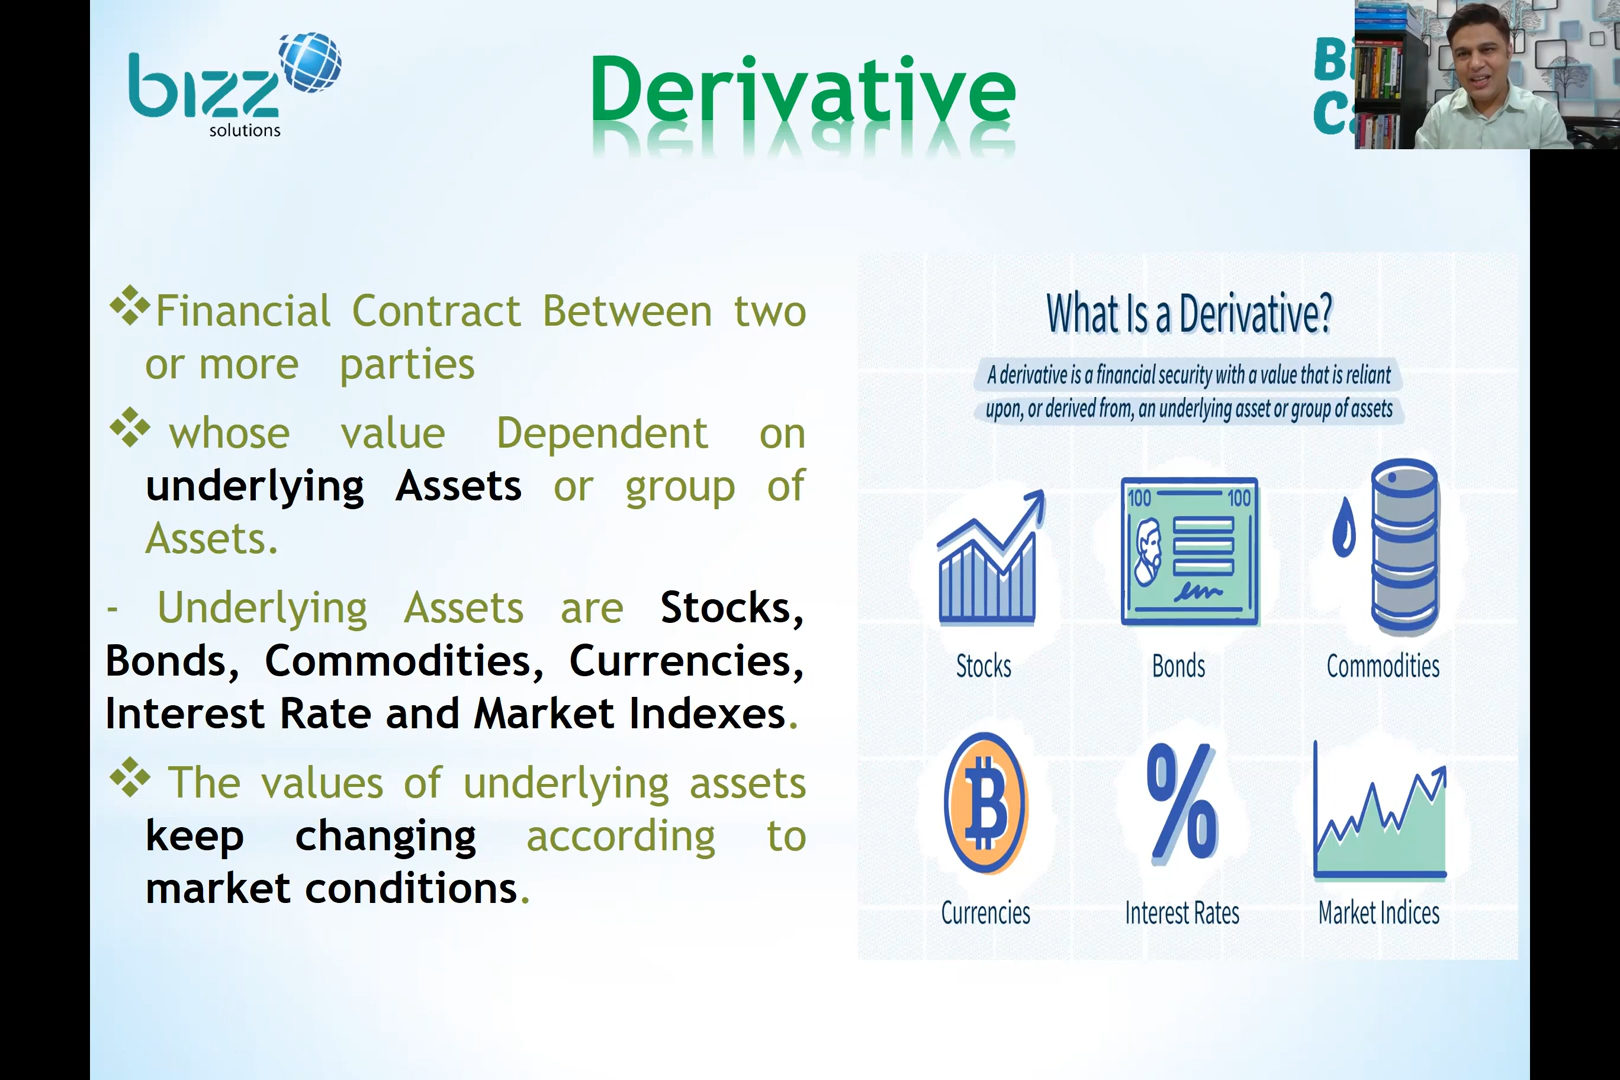 bizz
solutions
Derivative
❖Financial Contract Between two
or more parties
❖ whose value Dependent on
underlying Assets or group of
Assets.
- Underlying Assets are Stocks,
Bonds, Commodities, Currencies,
Interest Rate and Market Indexes.
❖ The values of underlying assets
keep changing according to
market conditions.
What Is a Derivative?
A derivative is a financial security with a value that is reliant
upon, or derived from, an underlying asset or group of assets
100 100
Stocks
Bonds
Commodities
Currencies
Interest Rates
Market Indices